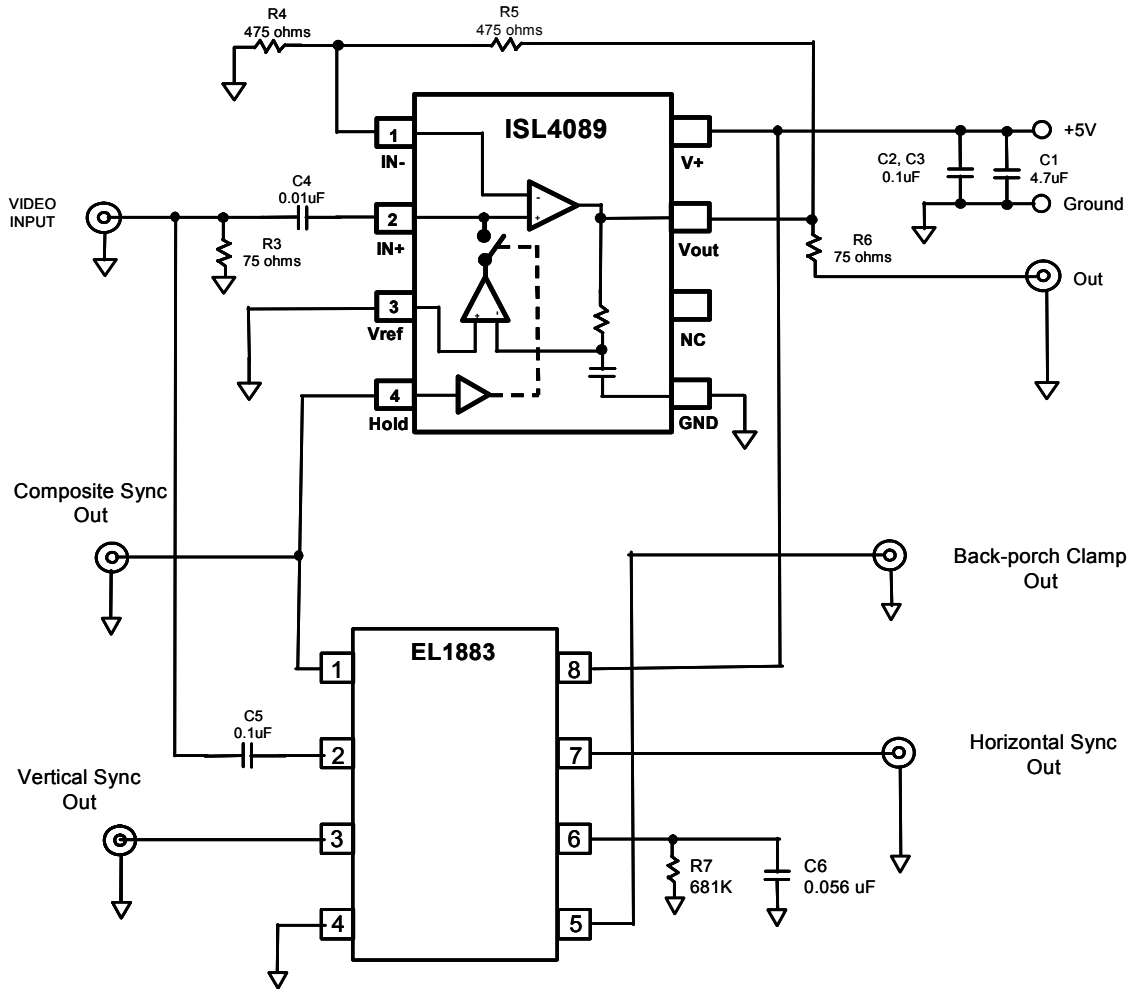 R4
475 ohms
R5
475 ohms
ISL4089
1
IN-
V+
+5V
C2, C3
0.1uF
C1
4.7uF
Ground
VIDEO
INPUT
C4
0.01uF
2
IN+
-
+
Vout
R3
75 ohms
R6
75 ohms
Out
3
Vref
+
-
NC
4
Hold
GND
Composite Sync
Out
Back-porch Clamp
Out
EL1883
1
8
C5
0.1uF
2
7
Horizontal Sync
Out
Vertical Sync
Out
3
6
R7
681K
C6
0.056 uF
4
5